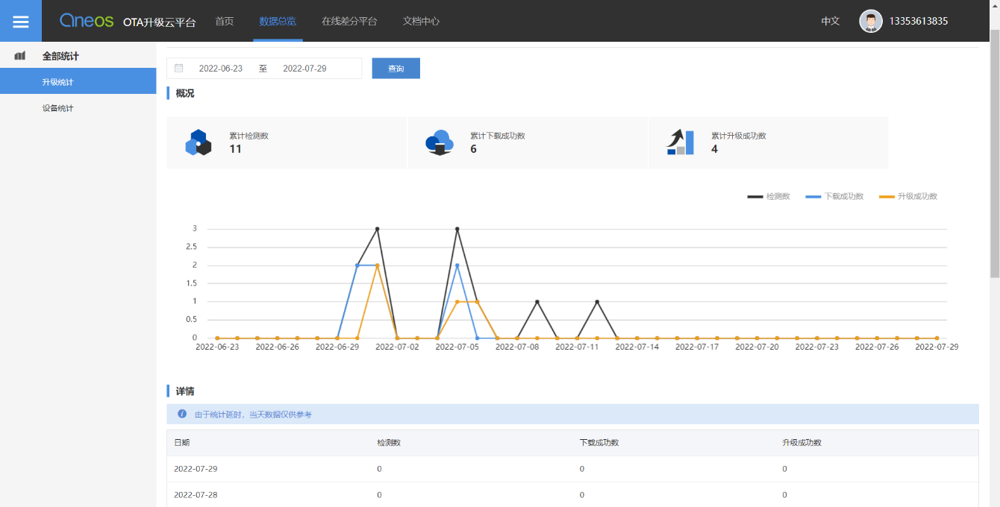 OneOS OTA升级云平台 首页 数据总览 在线差分平台 文档中心 中文 13353613835
全部统计
升级统计
设备统计
2022-06-23 至 2022-07-29 查询
概况
累计检测数
11
累计下载成功数
6
累计升级成功数
4
检测数 下载成功数 升级成功数
3
2.5
2
1.5
1
0.5
0
2022-06-23 2022-06-26 2022-06-29 2022-07-02 2022-07-05 2022-07-08 2022-07-11 2022-07-14 2022-07-17 2022-07-20 2022-07-23 2022-07-26 2022-07-29
详情
由于统计延时，当天数据仅供参考
日期 检测数 下载成功数 升级成功数
2022-07-29 0 0 0
2022-07-28 0 0 0